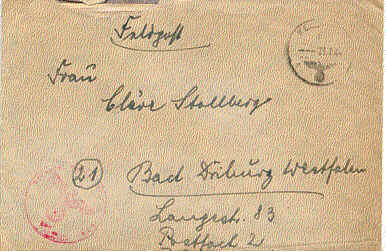 Feldpost
Frau
Cläre Stollberg
21 Bad Driburg Westfalen
Langestr. 83
Postfach 2